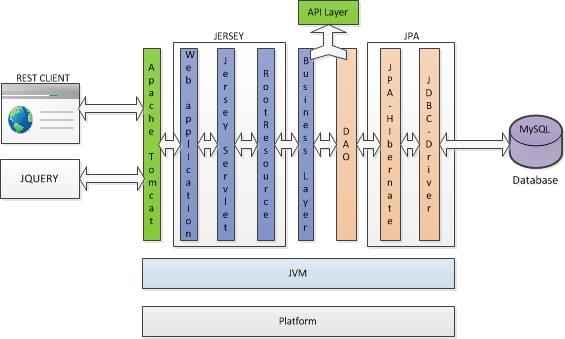 API Layer
JERSEY
JPA
REST CLIENT
JQUERY
Apache Tomcat
Web application
Jersey Servlet
RootResource
Business Layer
DAO
JPA-Hibernate
JDBC-Driver
MySQL
Database
JVM
Platform